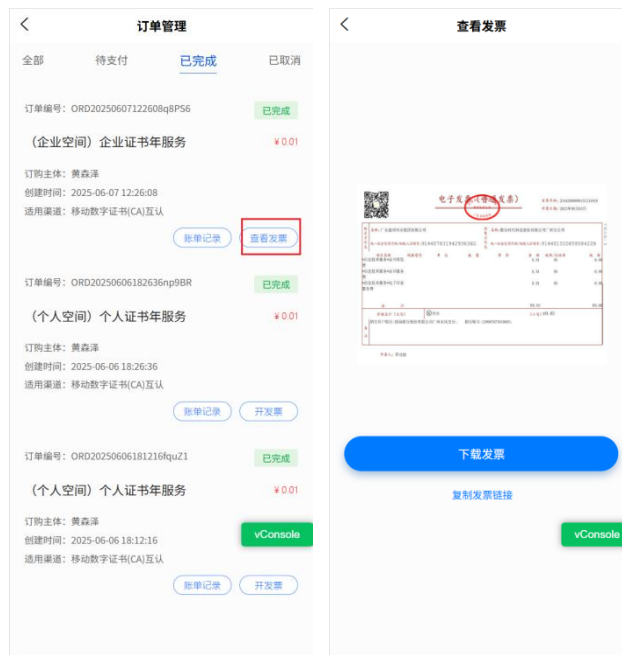 订单管理
全部 待支付 已完成 已取消
订单编号: ORD20250607122608q8PS6 已完成
（企业空间）企业证书年服务 ¥0.01
订购主体: 黄森泽
创建时间: 2025-06-07 12:26:08
适用渠道: 移动数字证书(CA)互认
账单记录 查看发票
订单编号: ORD20250606182636np9BR 已完成
（个人空间）个人证书年服务 ¥0.01
订购主体: 黄森泽
创建时间: 2025-06-06 18:26:36
适用渠道: 移动数字证书(CA)互认
账单记录 开发票
订单编号: ORD20250606181216fquZ1 已完成
（个人空间）个人证书年服务 ¥0.01
订购主体: 黄森泽
创建时间: 2025-06-06 18:12:16
适用渠道: 移动数字证书(CA)互认
账单记录 开发票
vConsole
查看发票
电子发票（普通发票）
下载发票
复制发票链接
vConsole